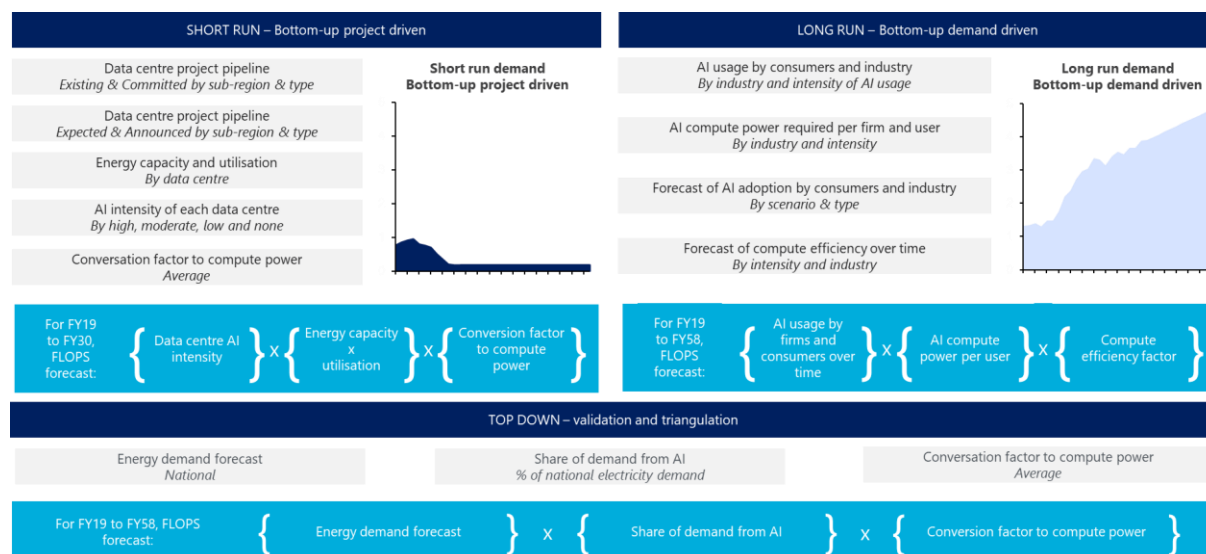 SHORT RUN – Bottom-up project driven
Data centre project pipeline
Existing & Committed by sub-region & type
Data centre project pipeline
Expected & Announced by sub-region & type
Energy capacity and utilisation
By data centre
AI intensity of each data centre
By high, moderate, low and none
Conversation factor to compute power
Average
Short run demand
Bottom-up project driven
For FY19
to FY30,
FLOPS
forecast:
{ Data centre AI
intensity }
X
{ Energy capacity
x
utilisation }
X
{ Conversion factor
to compute
power }
LONG RUN – Bottom-up demand driven
AI usage by consumers and industry
By industry and intensity of AI usage
AI compute power required per firm and user
By industry and intensity
Forecast of AI adoption by consumers and industry
By scenario & type
Forecast of compute efficiency over time
By intensity and industry
Long run demand
Bottom-up demand driven
For FY19
to FY58,
FLOPS
forecast:
{ AI usage by
firms and
consumers over
time }
X
{ AI compute
power per user }
X
{ Compute
efficiency factor }
TOP DOWN – validation and triangulation
Energy demand forecast
National
Share of demand from AI
% of national electricity demand
Conversation factor to compute power
Average
For FY19 to FY58, FLOPS
forecast:
{ Energy demand forecast }
X
{ Share of demand from AI }
x
{ Conversion factor to compute power }